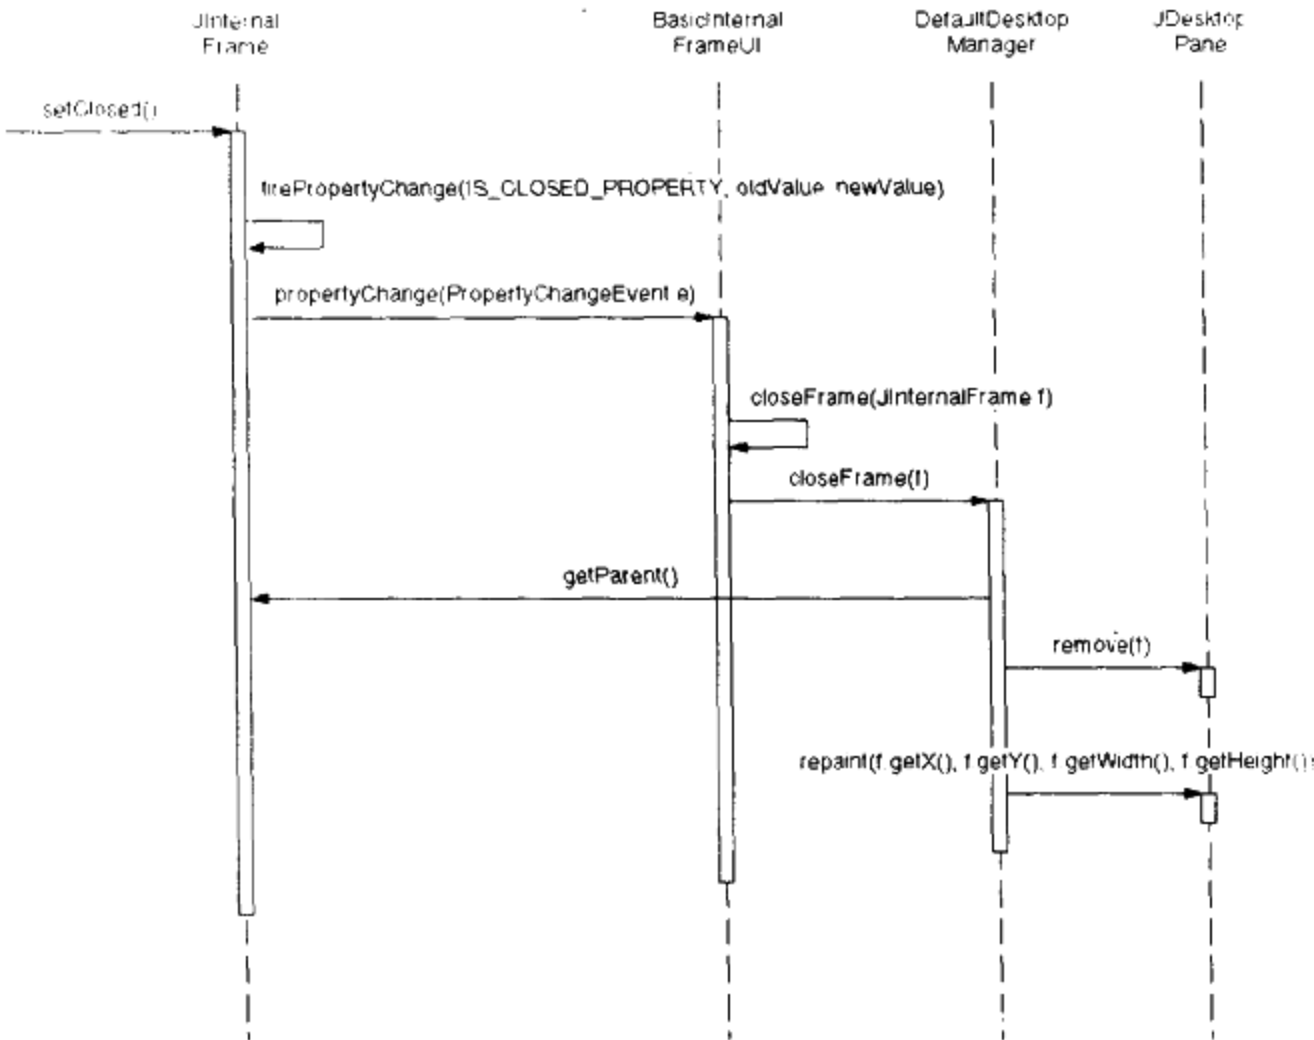 JInternal
Frame
BasicInternal
FrameUI
DefaultDesktop
Manager
JDesktop
Pane
setClosed()
firePropertyChange(IS_CLOSED_PROPERTY, oldValue, newValue)
propertyChange(PropertyChangeEvent e)
closeFrame(JInternalFrame f)
closeFrame(f)
getParent()
remove(f)
repaint(f.getX(), f.getY(), f.getWidth(), f.getHeight());